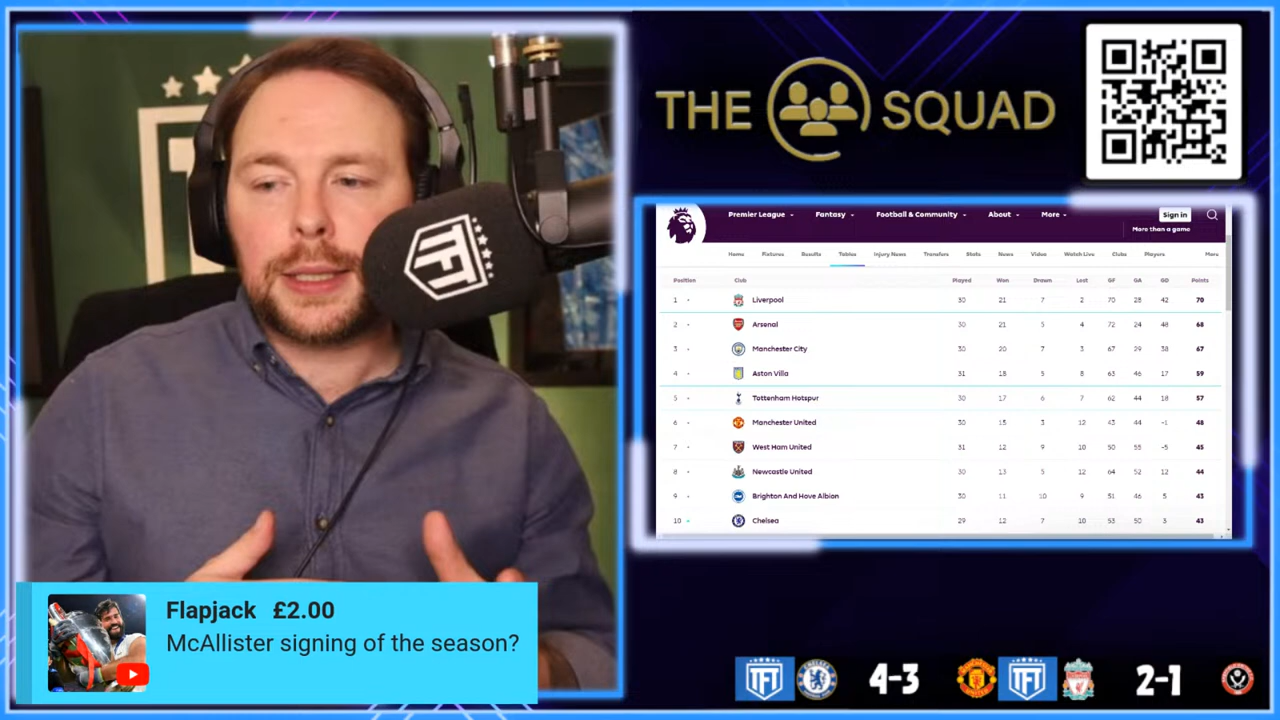 THE SQUAD
TFT
Premier League Fantasy Football & Community About More Sign in
More than a game
Home Fixtures Results Tables Injury News Transfers Stats News Video Watch Live Clubs Players More
Position Club Played Won Drawn Lost GF GA GD Points
1 Liverpool 30 21 7 2 70 28 42 70
2 Arsenal 30 21 5 4 72 24 48 68
3 Manchester City 30 20 7 3 67 29 38 67
4 Aston Villa 31 18 5 8 63 46 17 59
5 Tottenham Hotspur 30 17 6 7 62 44 18 57
6 Manchester United 30 15 3 12 43 44 -1 48
7 West Ham United 31 12 9 10 50 55 -5 45
8 Newcastle United 30 13 5 12 64 52 12 44
9 Brighton And Hove Albion 30 11 10 9 51 46 5 43
10 Chelsea 29 12 7 10 53 50 3 43
Flapjack £2.00
McAllister signing of the season?
TFT 4-3 TFT 2-1